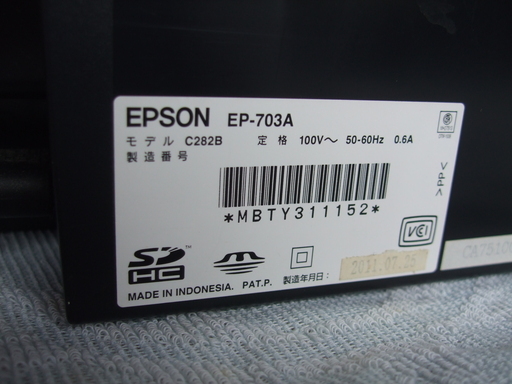 EPSON EP-703A
モデル C282B 定格 100V〜 50-60Hz 0.6A
製造番号
*MBTY311152*
>pp<
VCI
SD HC
MADE IN INDONESIA. PAT.P. 製造年月日: 2011.07.25